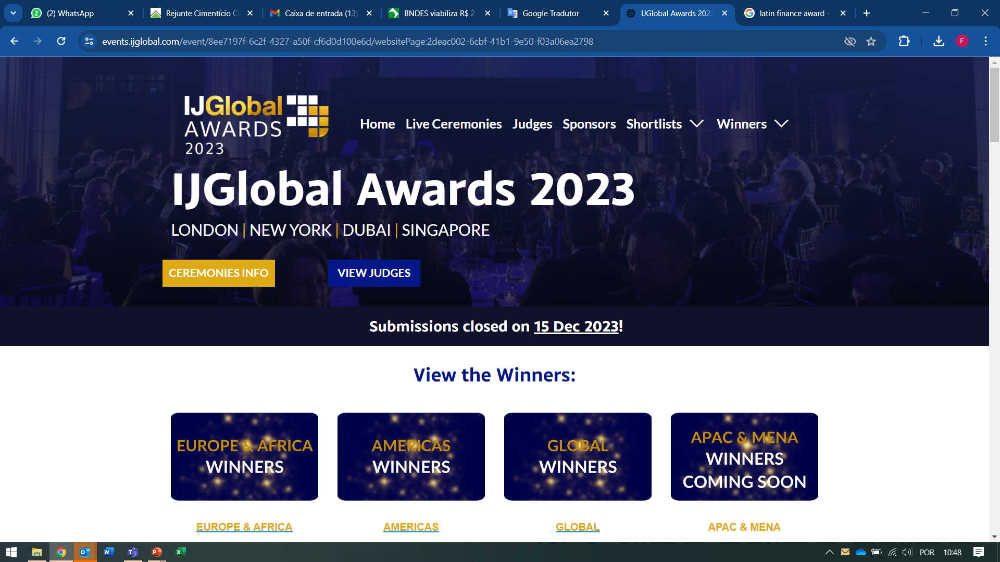 (2) WhatsApp
Rejunte Cimentício Ci
Caixa de entrada (13)
BNDES viabiliza R$ 2
Google Tradutor
IJGlobal Awards 2023
latin finance award -
events.ijglobal.com/event/8ee7197f-6c2f-4327-a50f-cf6d0d100e6d/websitePage:2deac002-6cbf-41b1-9e50-f03a06ea2798
F
IJGlobal
AWARDS
2023
Home
Live Ceremonies
Judges
Sponsors
Shortlists
Winners
IJGlobal Awards 2023
LONDON | NEW YORK | DUBAI | SINGAPORE
CEREMONIES INFO
VIEW JUDGES
Submissions closed on 15 Dec 2023!
View the Winners:
EUROPE & AFRICA
WINNERS
AMERICAS
WINNERS
GLOBAL
WINNERS
APAC & MENA
WINNERS
COMING SOON
EUROPE & AFRICA
AMERICAS
GLOBAL
APAC & MENA
POR
10:48